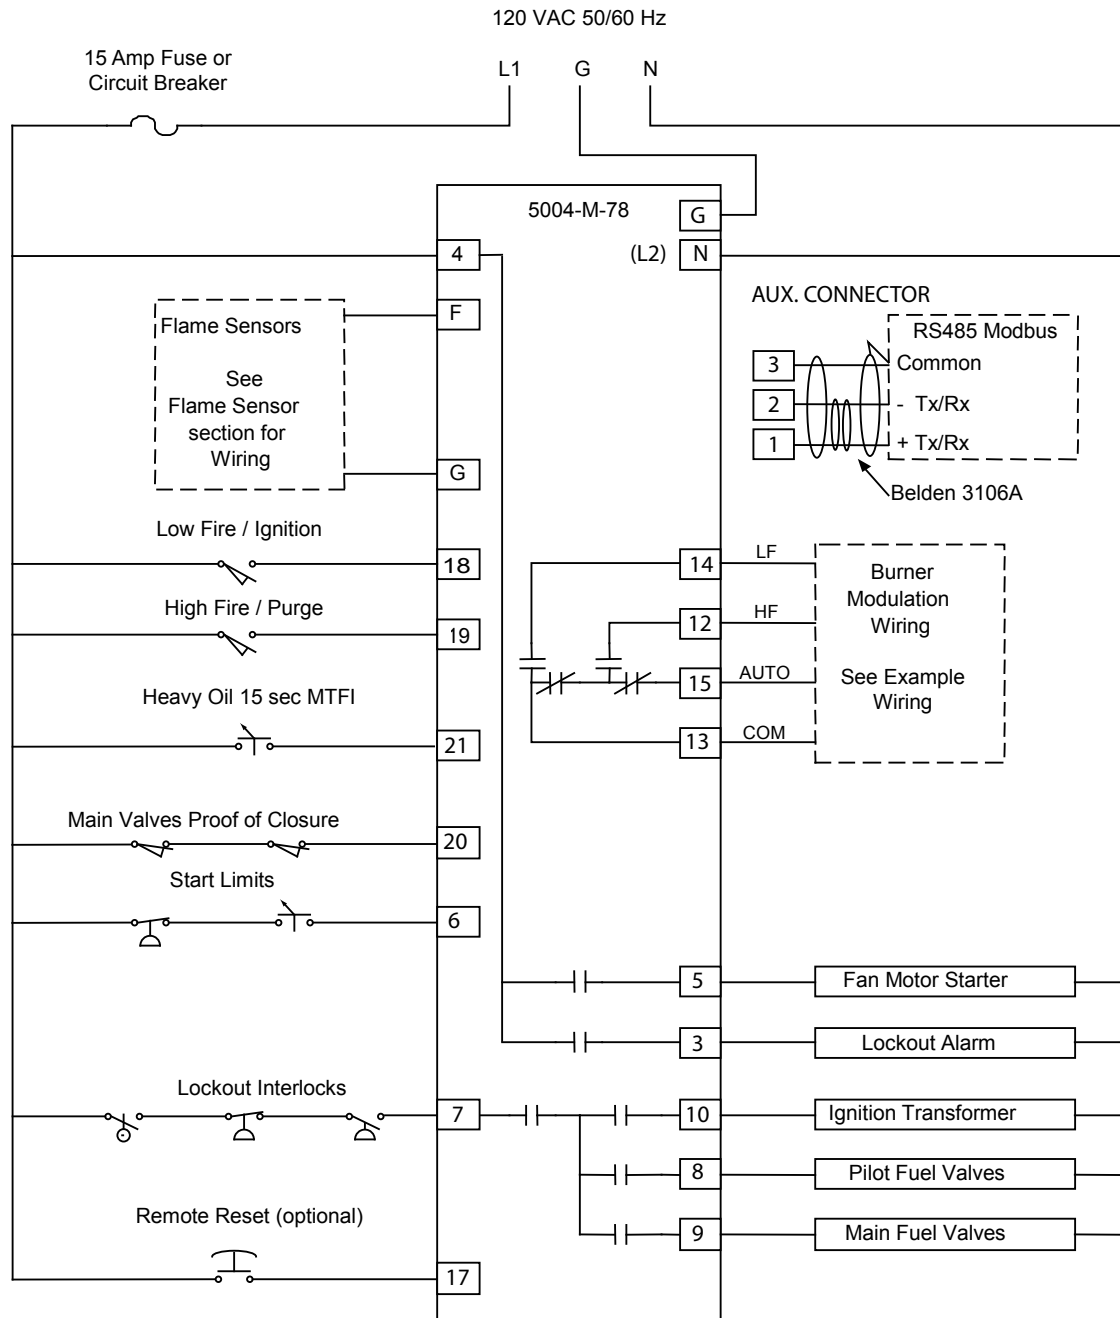 120 VAC 50/60 Hz
15 Amp Fuse or
Circuit Breaker
L1
G
N
5004-M-78
G
4
(L2)
N
AUX. CONNECTOR
Flame Sensors
See
Flame Sensor
section for
Wiring
F
G
RS485 Modbus
3
Common
2
- Tx/Rx
1
+ Tx/Rx
Belden 3106A
Low Fire / Ignition
18
High Fire / Purge
19
Heavy Oil 15 sec MTFI
21
Main Valves Proof of Closure
20
Start Limits
6
14
LF
12
HF
15
AUTO
13
COM
Burner
Modulation
Wiring
See Example
Wiring
5
Fan Motor Starter
3
Lockout Alarm
Lockout Interlocks
7
10
Ignition Transformer
8
Pilot Fuel Valves
9
Main Fuel Valves
Remote Reset (optional)
17